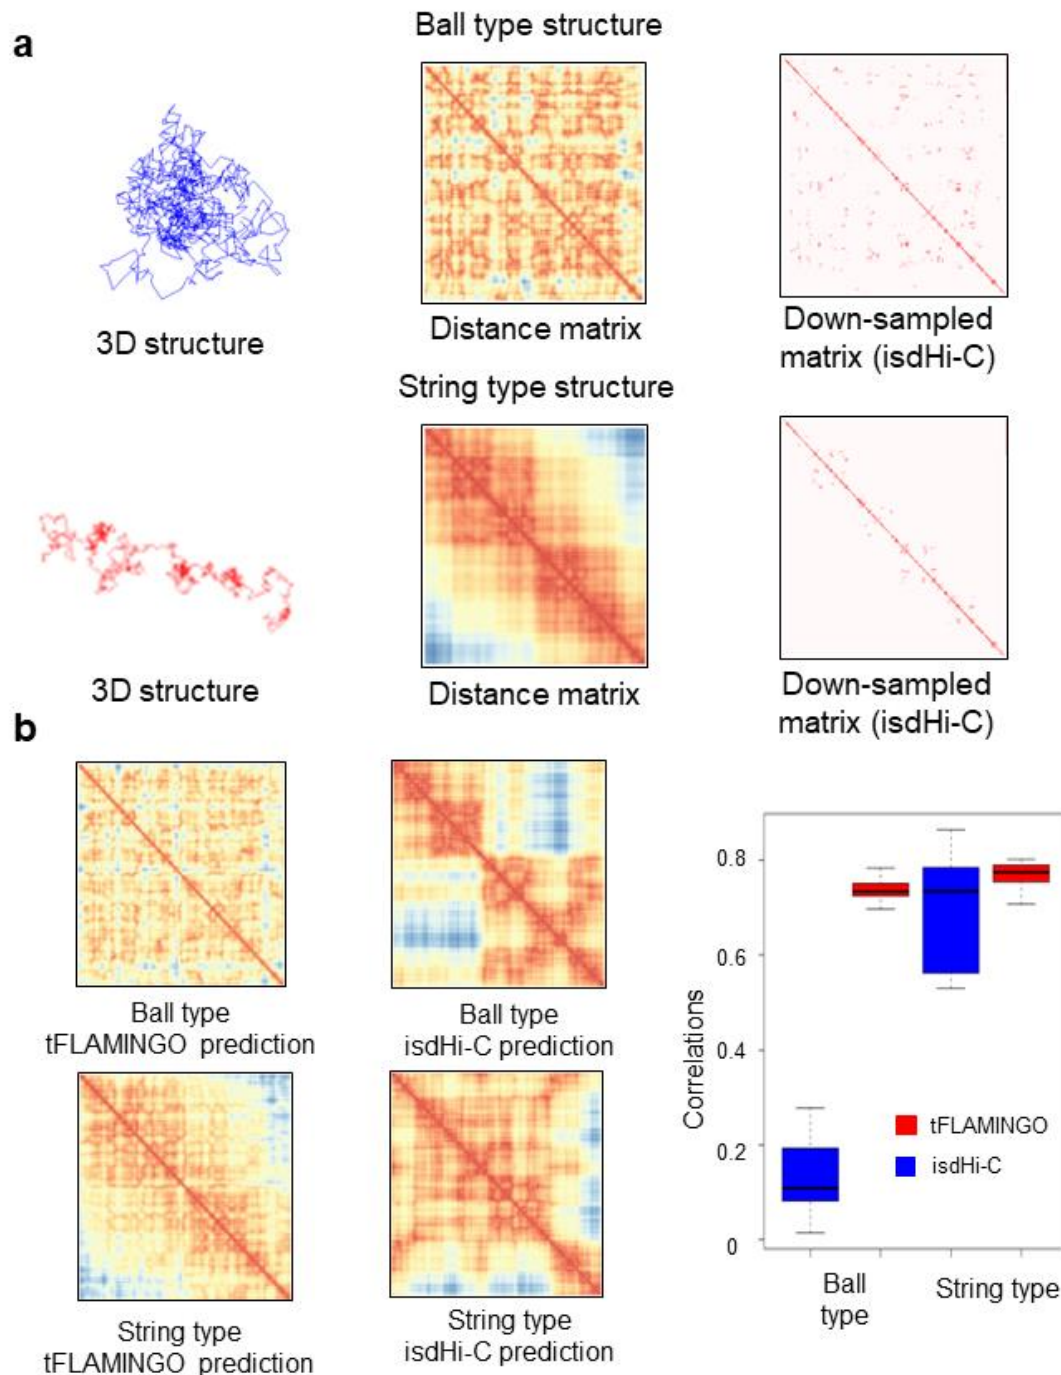 a
Ball type structure
3D structure
Distance matrix
Down-sampled
matrix (isdHi-C)
String type structure
3D structure
Distance matrix
Down-sampled
matrix (isdHi-C)
b
Ball type
tFLAMINGO prediction
Ball type
isdHi-C prediction
String type
tFLAMINGO prediction
String type
isdHi-C prediction
Correlations
0.8
0.6
0.4
0.2
0
tFLAMINGO
isdHi-C
Ball
type
String type